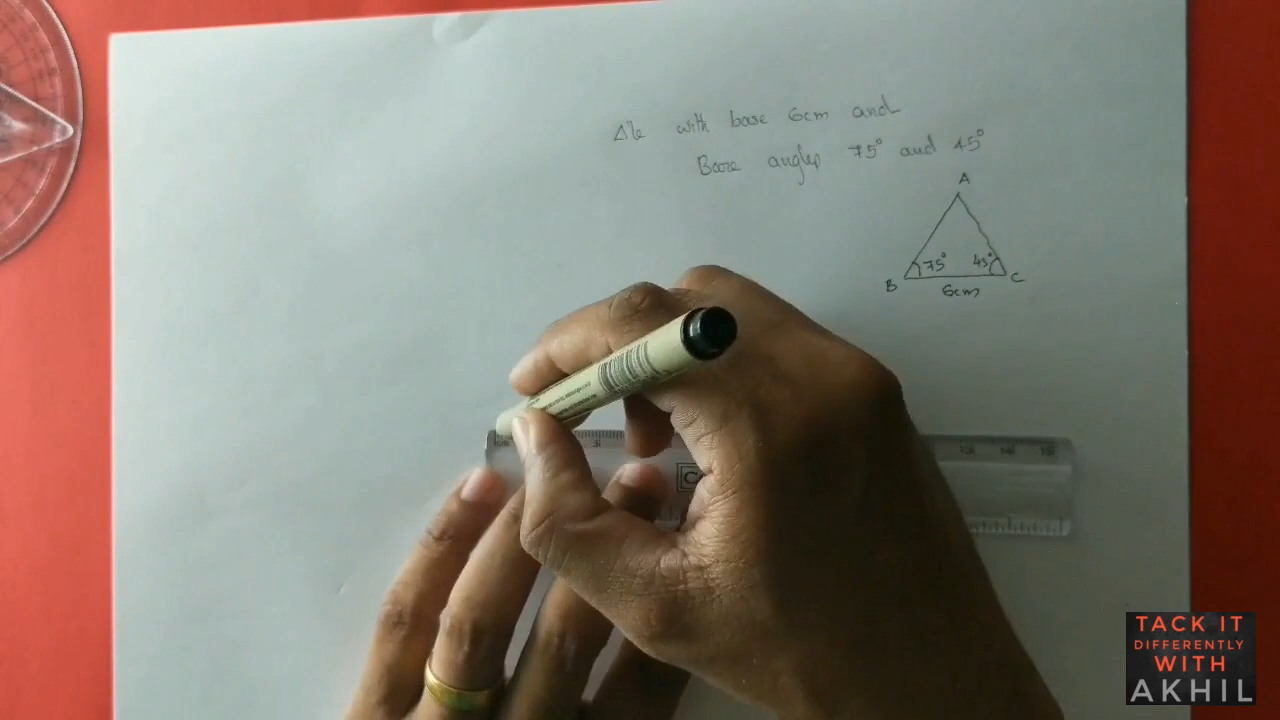 △le with base 6cm and
Base angles 75° and 45°
A
75° 45°
B C
6cm
TACK IT
DIFFERENTLY
WITH
AKHIL